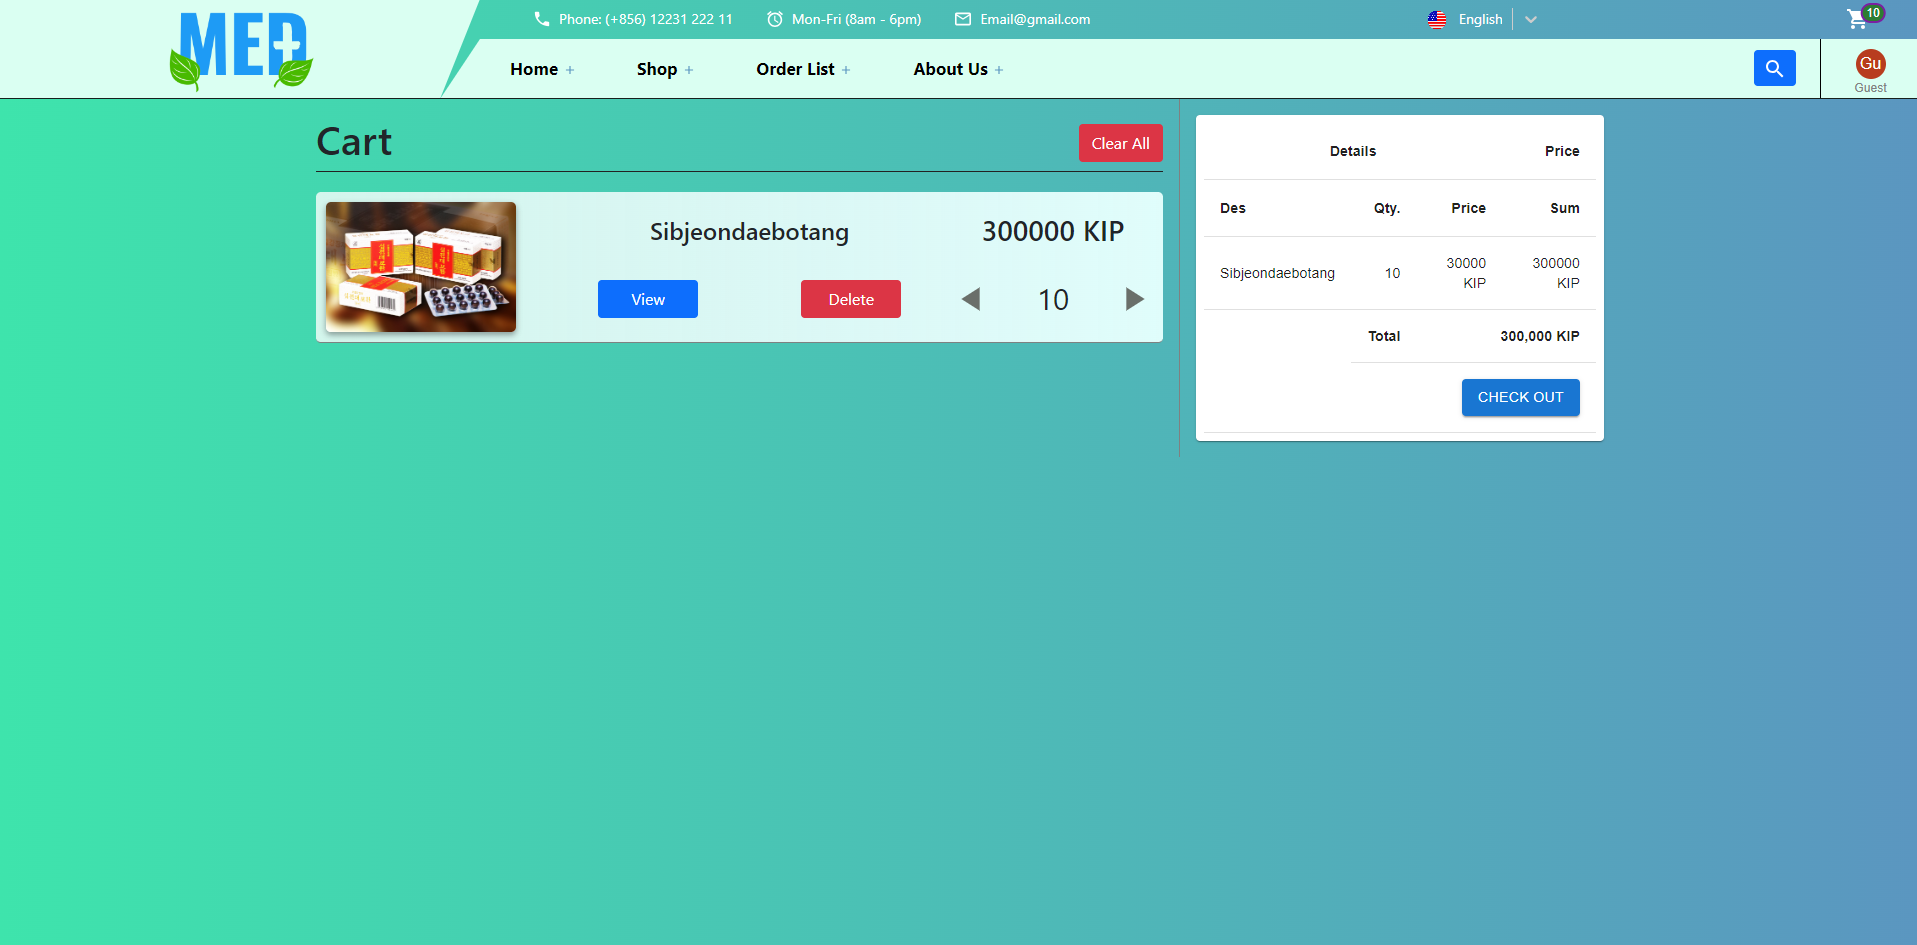 MED
Phone: (+856) 12231 222 11
Mon-Fri (8am - 6pm)
Email@gmail.com
English
10
Home +
Shop +
Order List +
About Us +
Gu
Guest
Cart
Clear All
Sibjeondaebotang
300000 KIP
View
Delete
10
Details Price
Des Qty. Price Sum
Sibjeondaebotang 10 30000 KIP 300000 KIP
Total 300,000 KIP
CHECK OUT